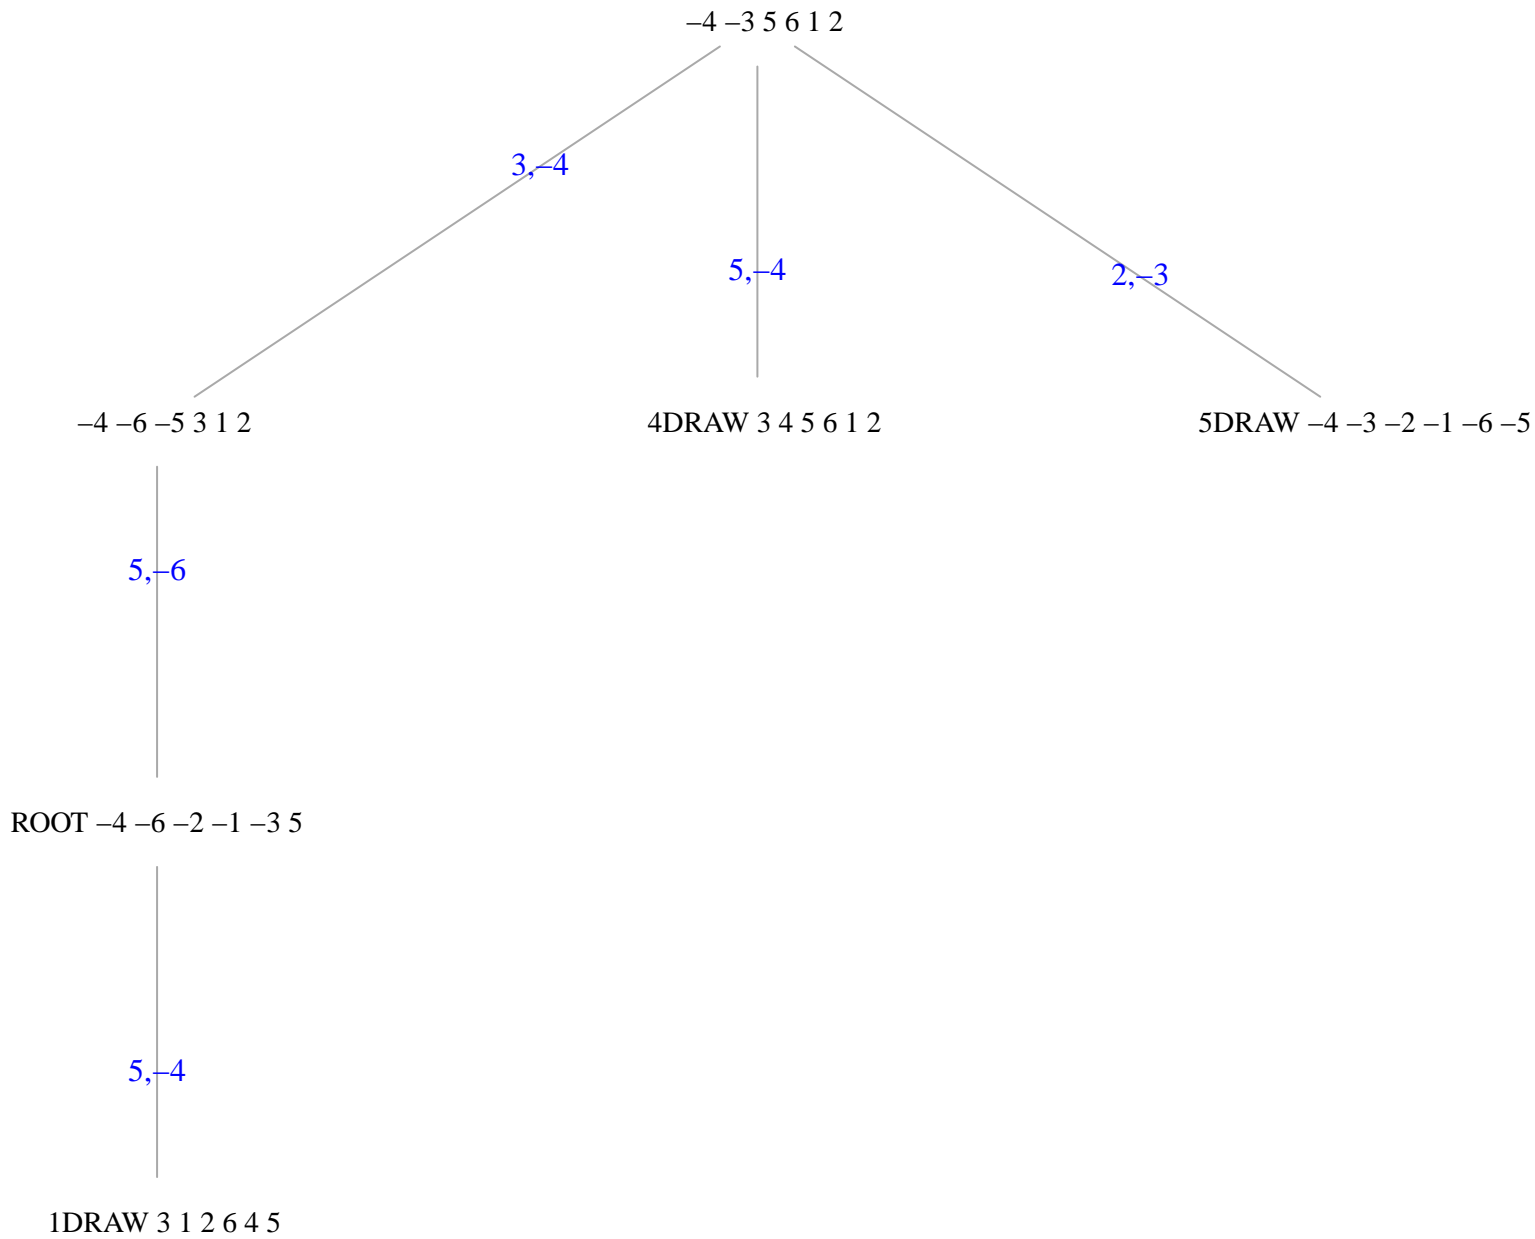 –4 –3 5 6 1 2
3,–4
5,–4
2,–3
–4 –6 –5 3 1 2
4DRAW 3 4 5 6 1 2
5DRAW –4 –3 –2 –1 –6 –5
5,–6
ROOT –4 –6 –2 –1 –3 5
5,–4
1DRAW 3 1 2 6 4 5